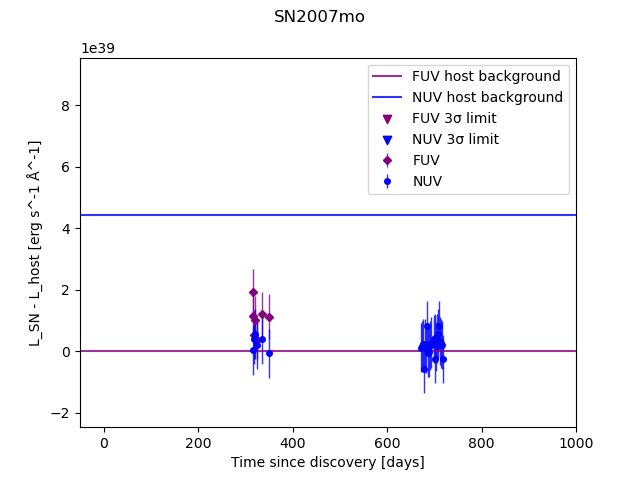 SN2007mo
1e39
FUV host background
NUV host background
FUV 3σ limit
NUV 3σ limit
FUV
NUV
8
6
4
2
0
−2
L_SN - L_host [erg s^-1 Å^-1]
0 200 400 600 800 1000
Time since discovery [days]